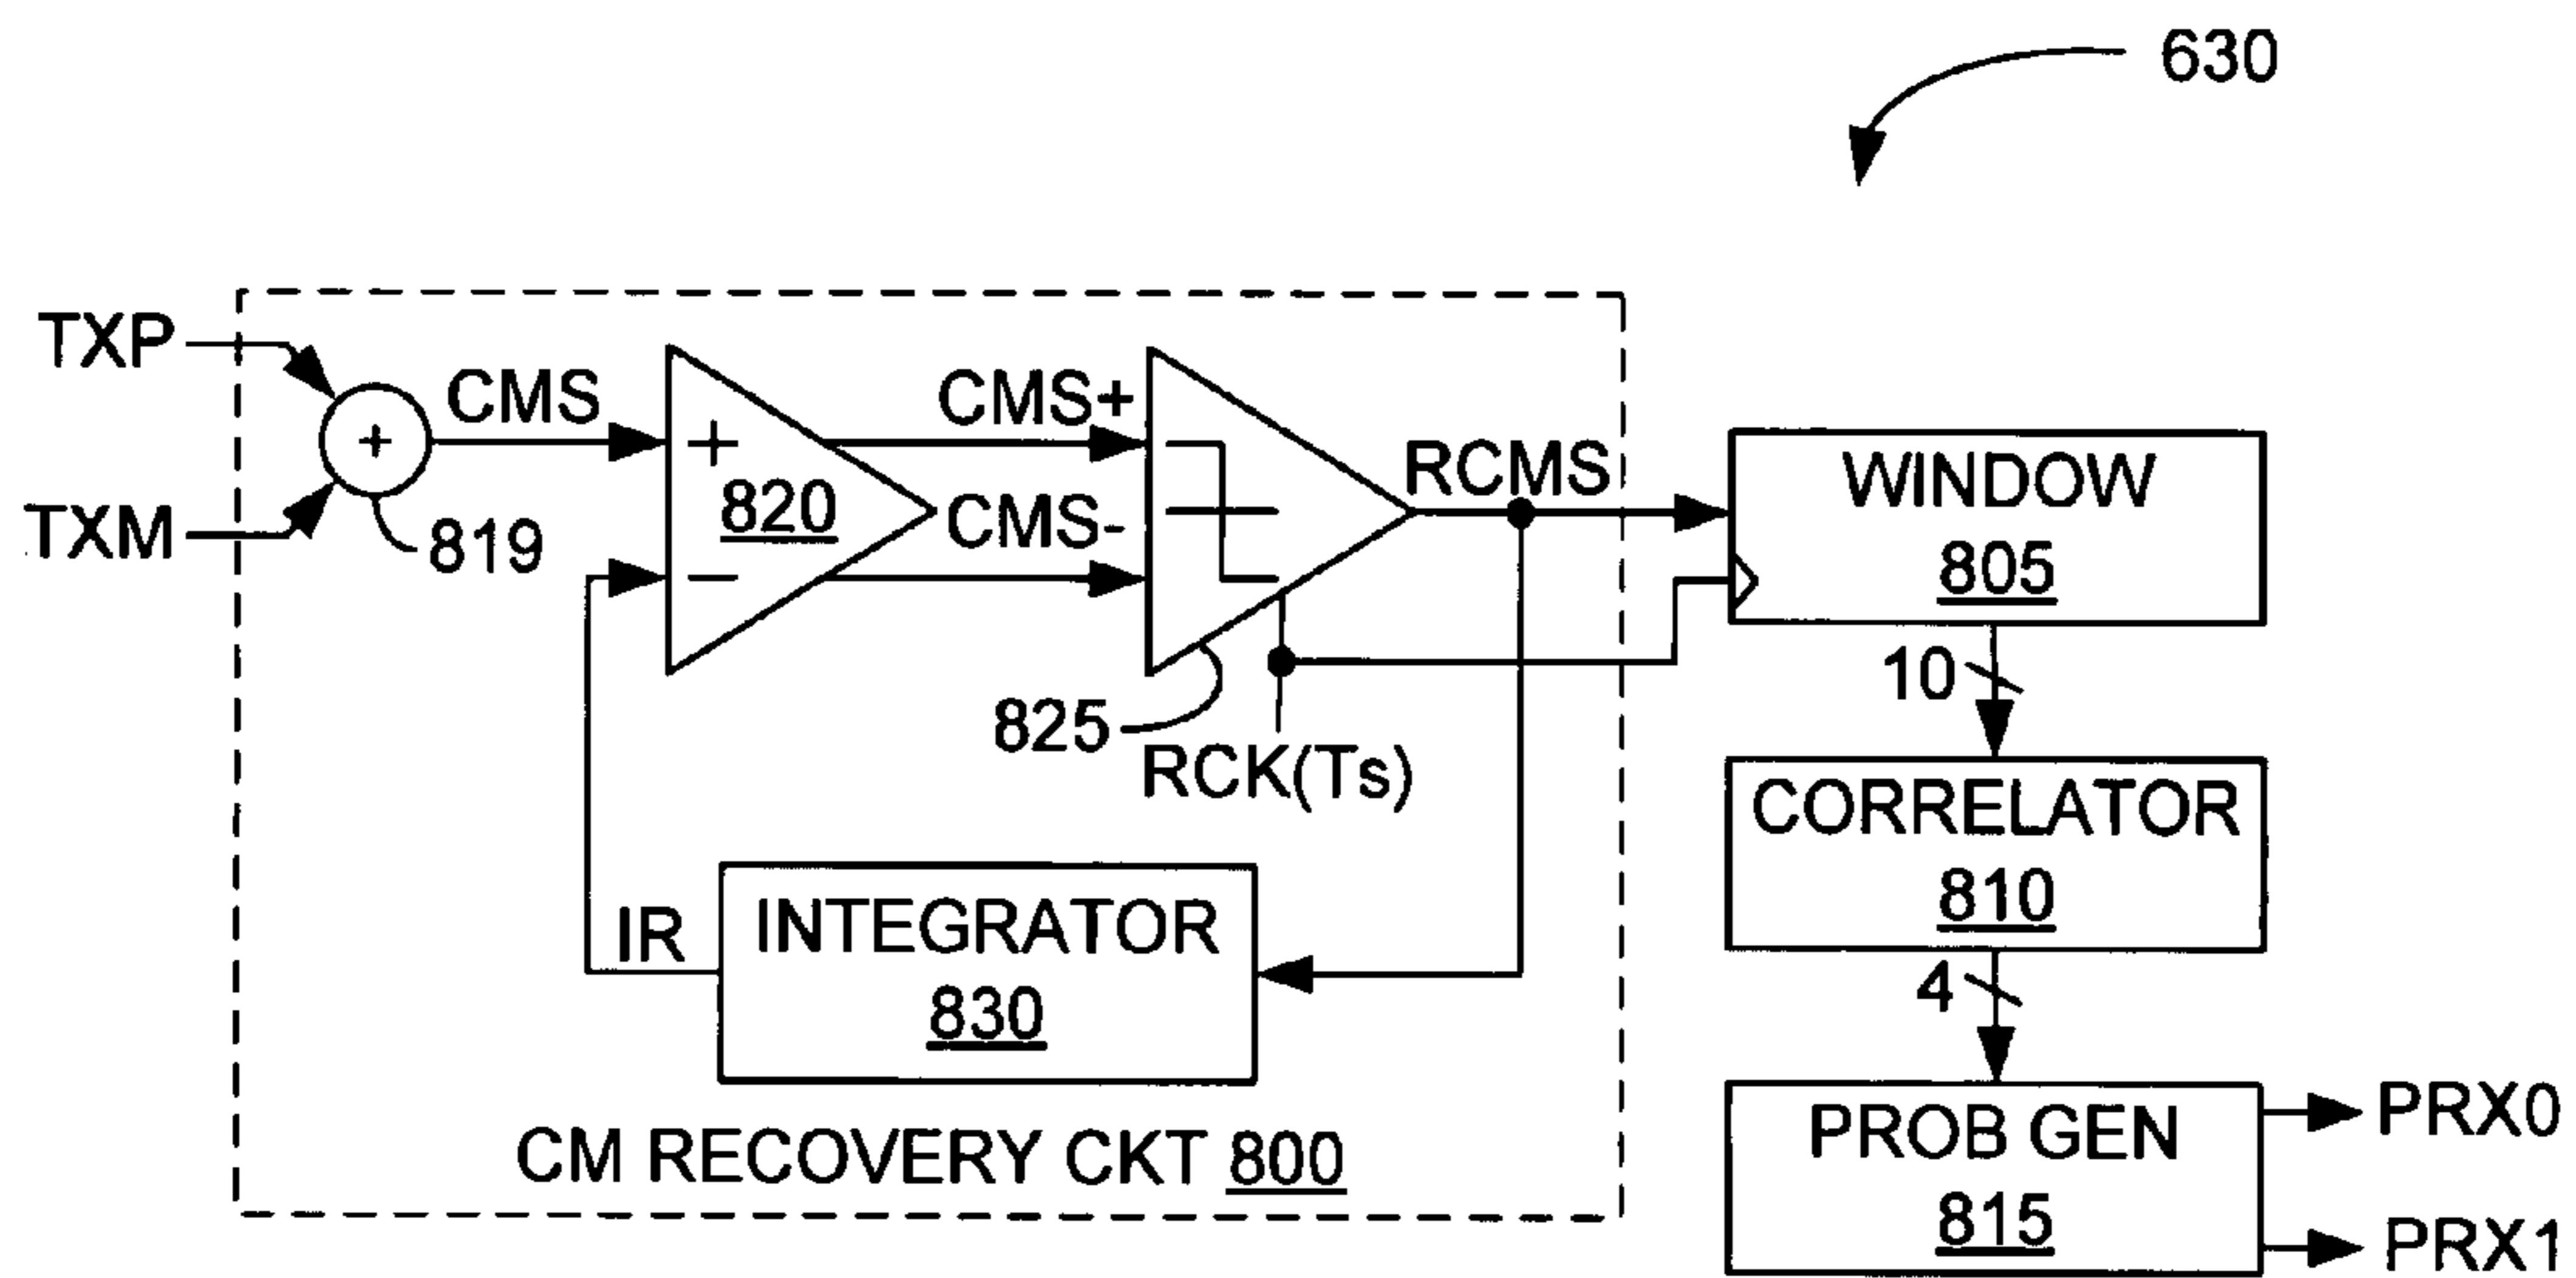 630
TXP
TXM
+
819
CMS
+
820
−
CMS+
CMS-
825
RCK(Ts)
RCMS
IR
INTEGRATOR
830
CM RECOVERY CKT 800
WINDOW
805
10
CORRELATOR
810
4
PROB GEN
815
PRX0
PRX1